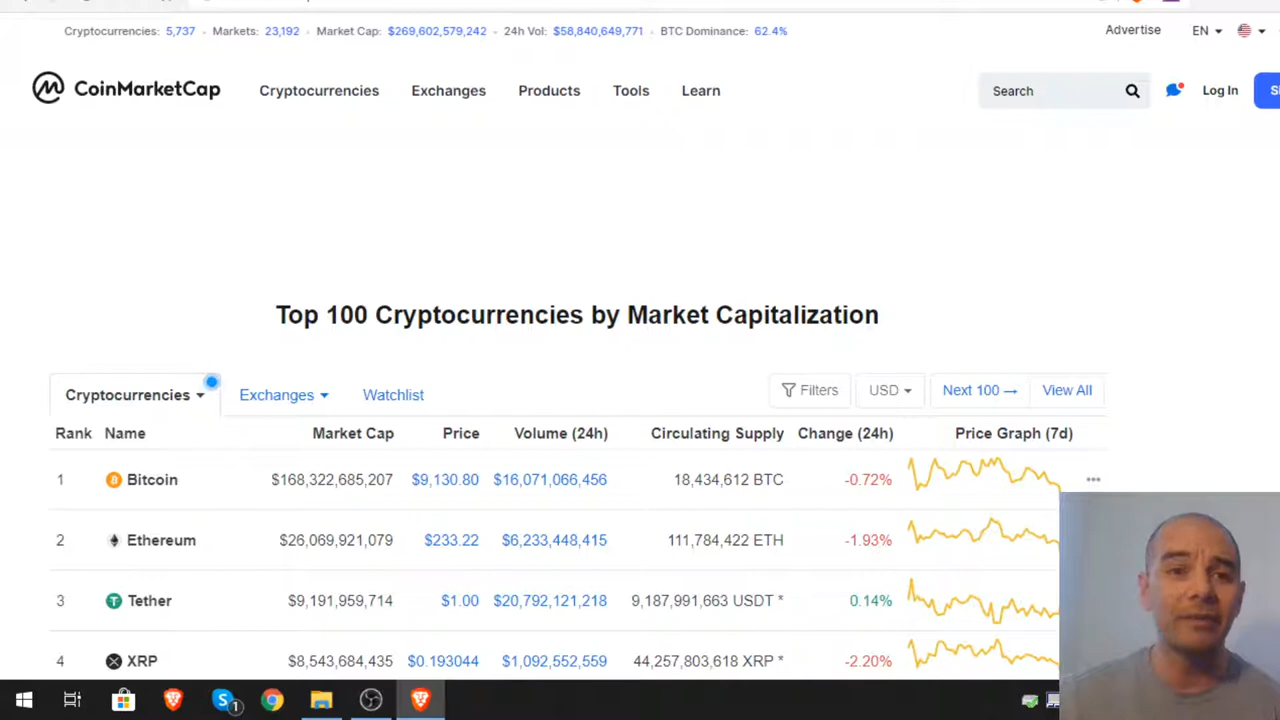 Cryptocurrencies: 5,737 • Markets: 23,192 • Market Cap: $269,602,579,242 • 24h Vol: $58,840,649,771 • BTC Dominance: 62.4% Advertise EN
CoinMarketCap Cryptocurrencies Exchanges Products Tools Learn Search Log In
Top 100 Cryptocurrencies by Market Capitalization
Cryptocurrencies Exchanges Watchlist Filters USD Next 100 → View All
Rank Name Market Cap Price Volume (24h) Circulating Supply Change (24h) Price Graph (7d)
1 Bitcoin $168,322,685,207 $9,130.80 $16,071,066,456 18,434,612 BTC -0.72%
2 Ethereum $26,069,921,079 $233.22 $6,233,448,415 111,784,422 ETH -1.93%
3 Tether $9,191,959,714 $1.00 $20,792,121,218 9,187,991,663 USDT * 0.14%
4 XRP $8,543,684,435 $0.193044 $1,092,552,559 44,257,803,618 XRP * -2.20%
1